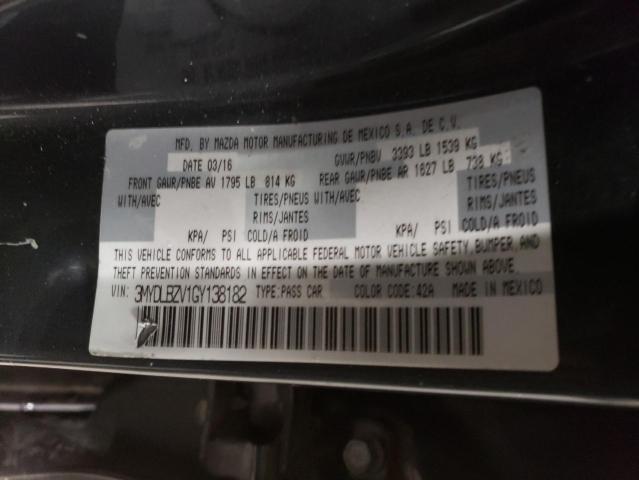 MFD. BY MAZDA MOTOR MANUFACTURING DE MEXICO S.A. DE C.V.
DATE 03/16 GVWR/PNBV 3393 LB 1539 KG
FRONT GAWR/PNBE AV 1795 LB 814 KG REAR GAWR/PNBE AR 1627 LB 738 KG
WITH/AVEC TIRES/PNEUS WITH/AVEC TIRES/PNEUS
RIMS/JANTES RIMS/JANTES
KPA/ PSI COLD/A FROID KPA/ PSI COLD/A FROID
THIS VEHICLE CONFORMS TO ALL APPLICABLE FEDERAL MOTOR VEHICLE SAFETY, BUMPER, AND
THEFT PREVENTION STANDARDS IN EFFECT ON THE DATE OF MANUFACTURE SHOWN ABOVE.
VIN: 3MYDLBZV1GY138182 TYPE:PASS CAR COLOR CODE:42A MADE IN MEXICO